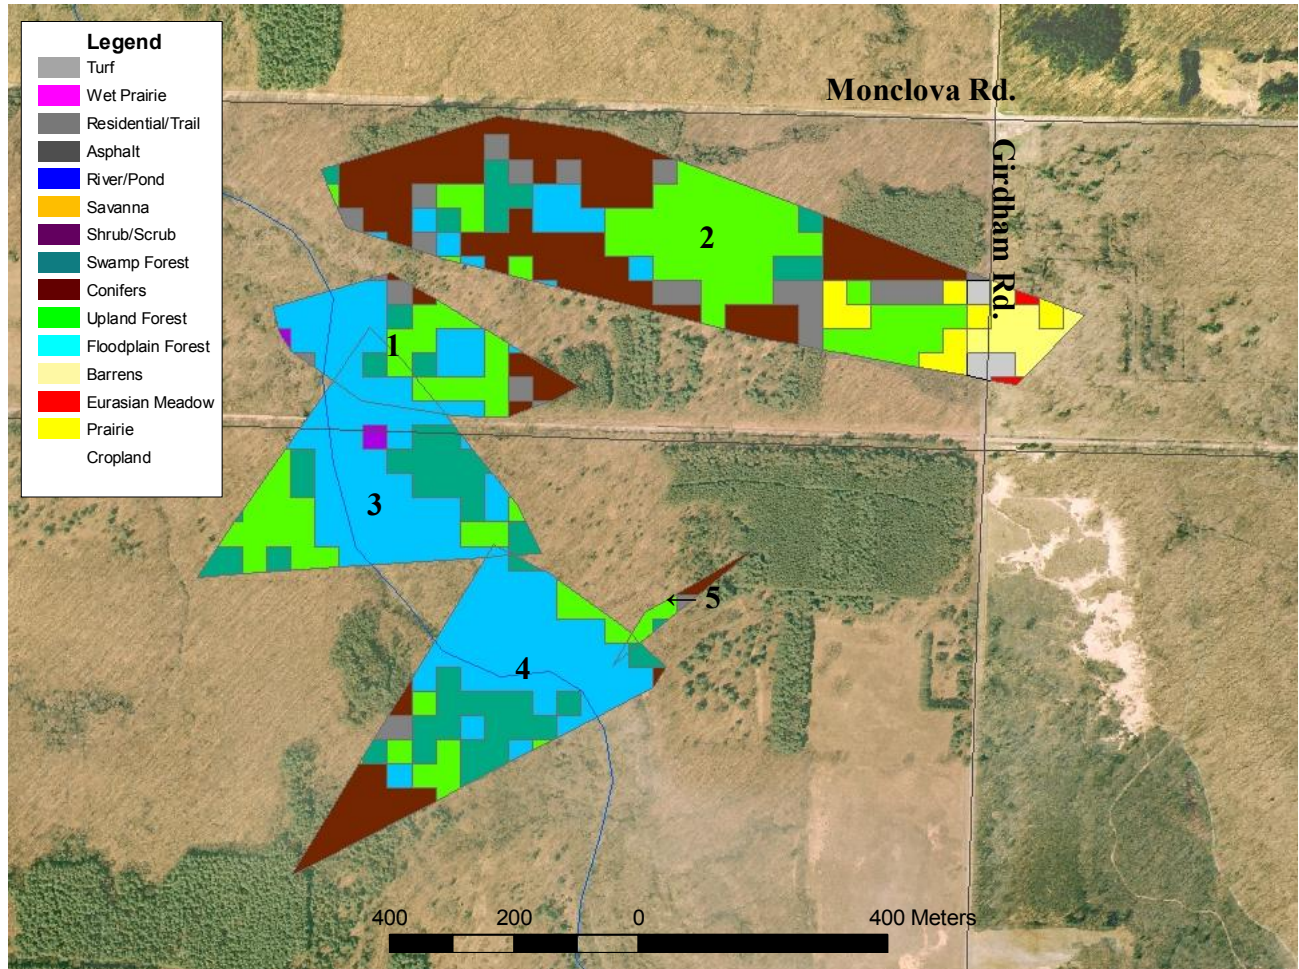 Legend
Turf
Wet Prairie
Residential/Trail
Asphalt
River/Pond
Savanna
Shrub/Scrub
Swamp Forest
Conifers
Upland Forest
Floodplain Forest
Barrens
Eurasian Meadow
Prairie
Cropland
Monclova Rd.
Girdham Rd.
2
1
3
5
4
400 200 0 400 Meters